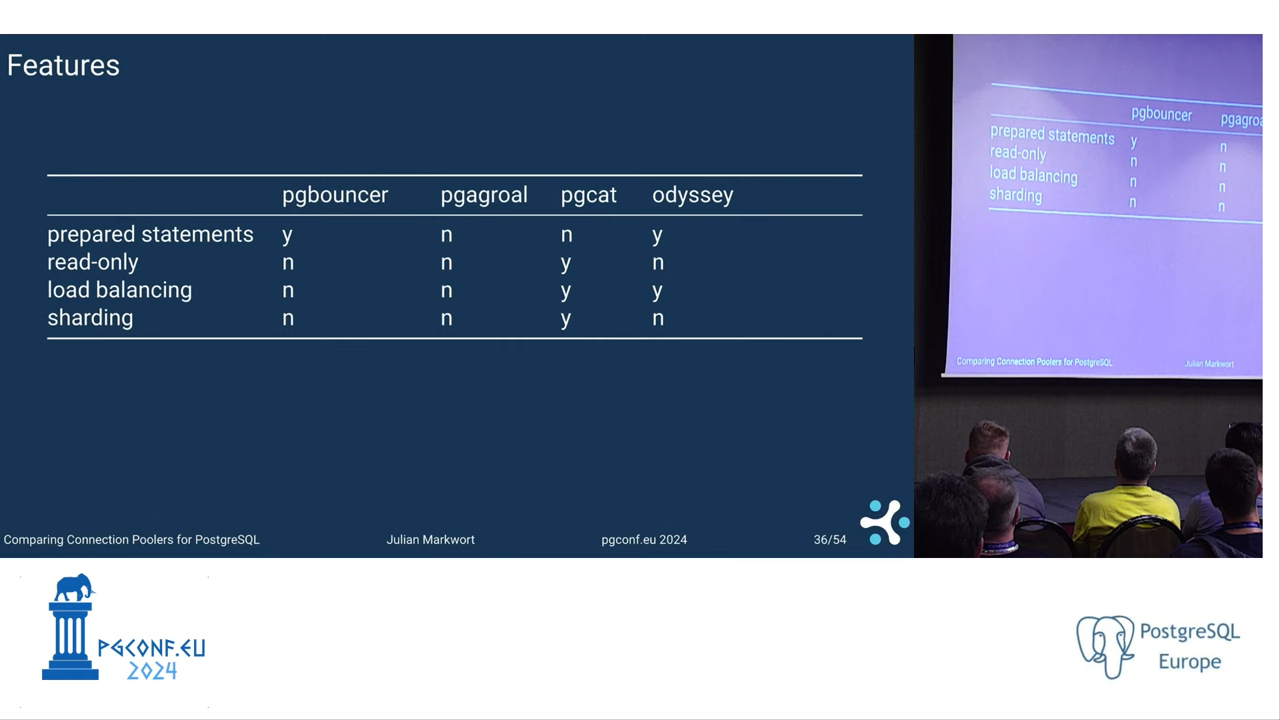 Features
pgbouncer pgagroal pgcat odyssey
prepared statements y n n y
read-only n n y n
load balancing n n y y
sharding n n y n
Comparing Connection Poolers for PostgreSQL Julian Markwort pgconf.eu 2024 36/54
pgbouncer pgagroa
prepared statements y n
read-only n n
load balancing n n
sharding n n
Comparing Connection Poolers for PostgreSQL Julian Markwort
PGCONF.EU
2024
PostgreSQL
Europe